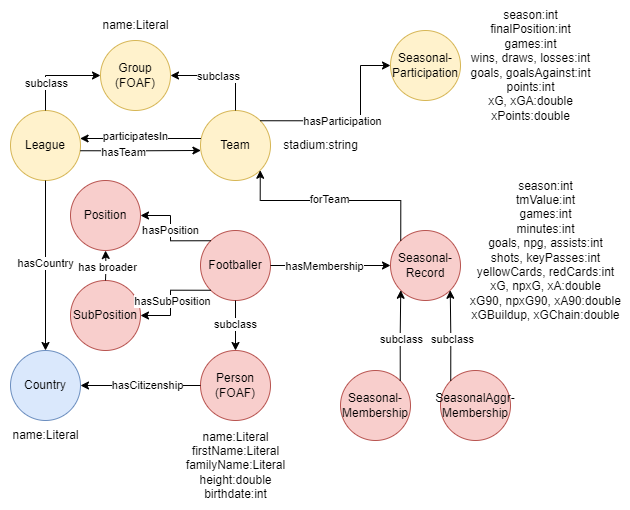 name:Literal
season:int
finalPosition:int
games:int
wins, draws, losses:int
goals, goalsAgainst:int
points:int
xG, xGA:double
xPoints:double
Group
(FOAF)
Seasonal-
Participation
subclass
subclass
hasParticipation
League
participatesIn
hasTeam
Team
stadium:string
season:int
tmValue:int
games:int
minutes:int
goals, npg, assists:int
shots, keyPasses:int
yellowCards, redCards:int
xG, npxG, xA:double
xG90, npxG90, xA90:double
xGBuildup, xGChain:double
forTeam
Position
hasPosition
hasCountry
has broader
Footballer
hasMembership
Seasonal-
Record
hasSubPosition
SubPosition
subclass
subclass
subclass
Country
hasCitizenship
Person
(FOAF)
Seasonal-
Membership
SeasonalAggr-
Membership
name:Literal
name:Literal
firstName:Literal
familyName:Literal
height:double
birthdate:int